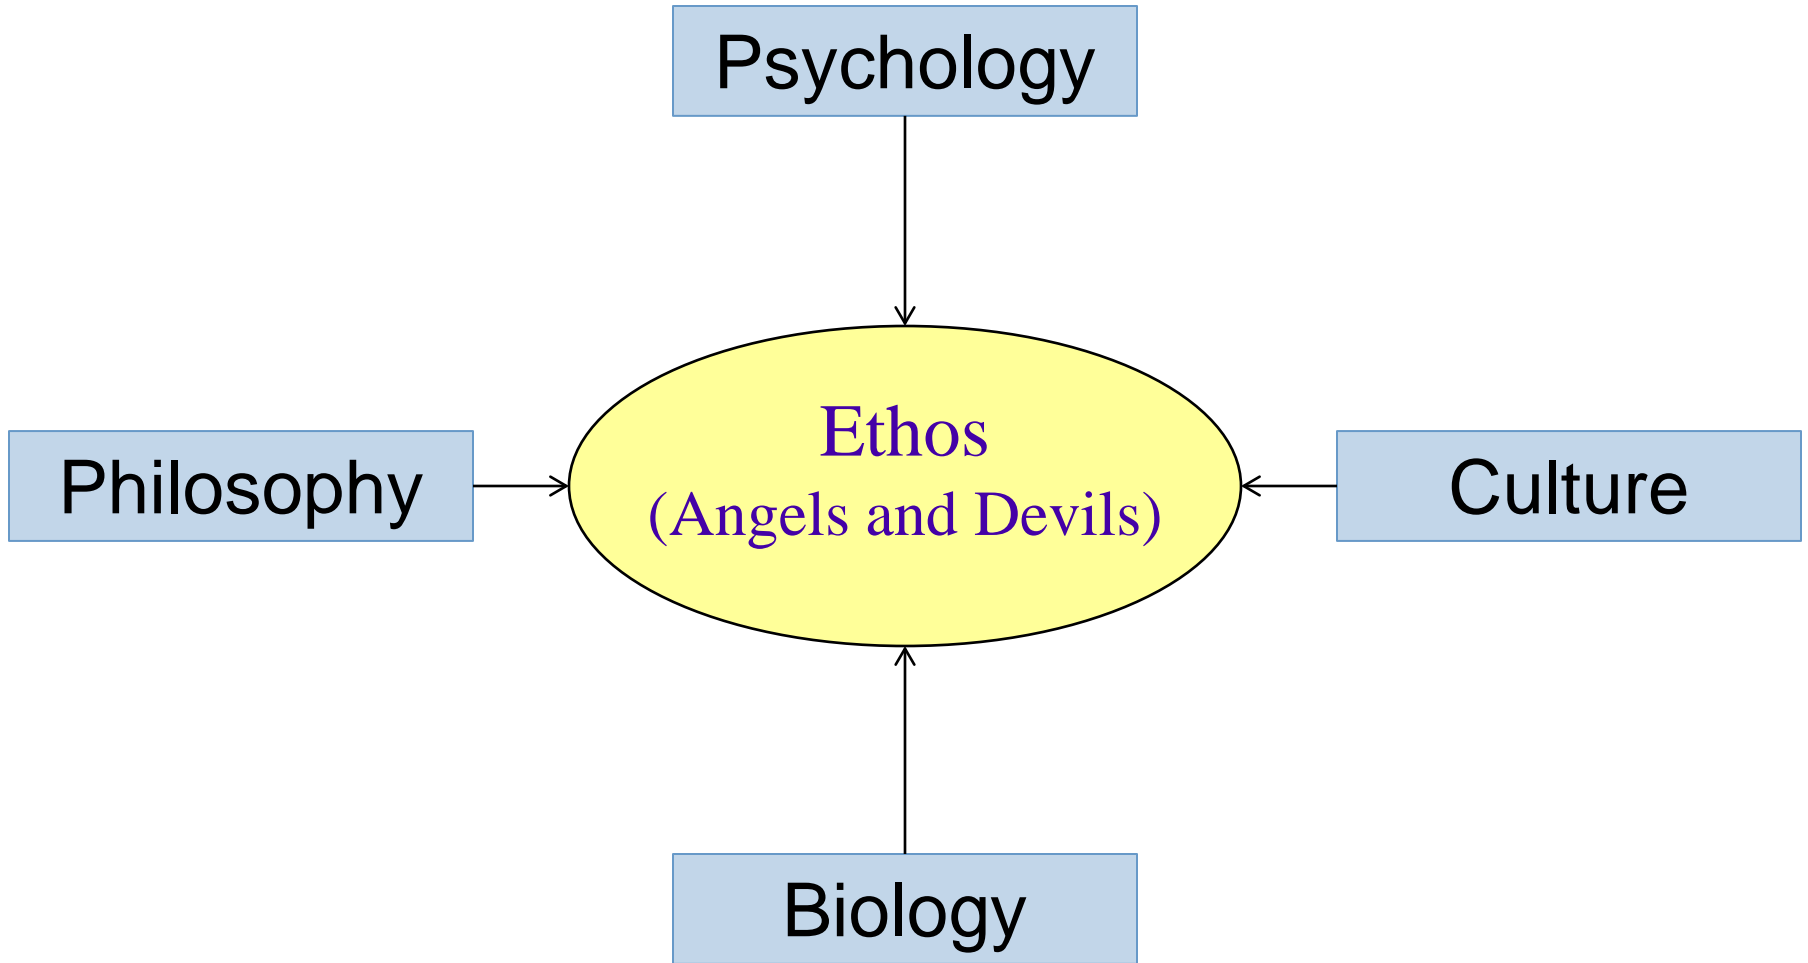 Psychology
Ethos
(Angels and Devils)
Philosophy
Culture
Biology